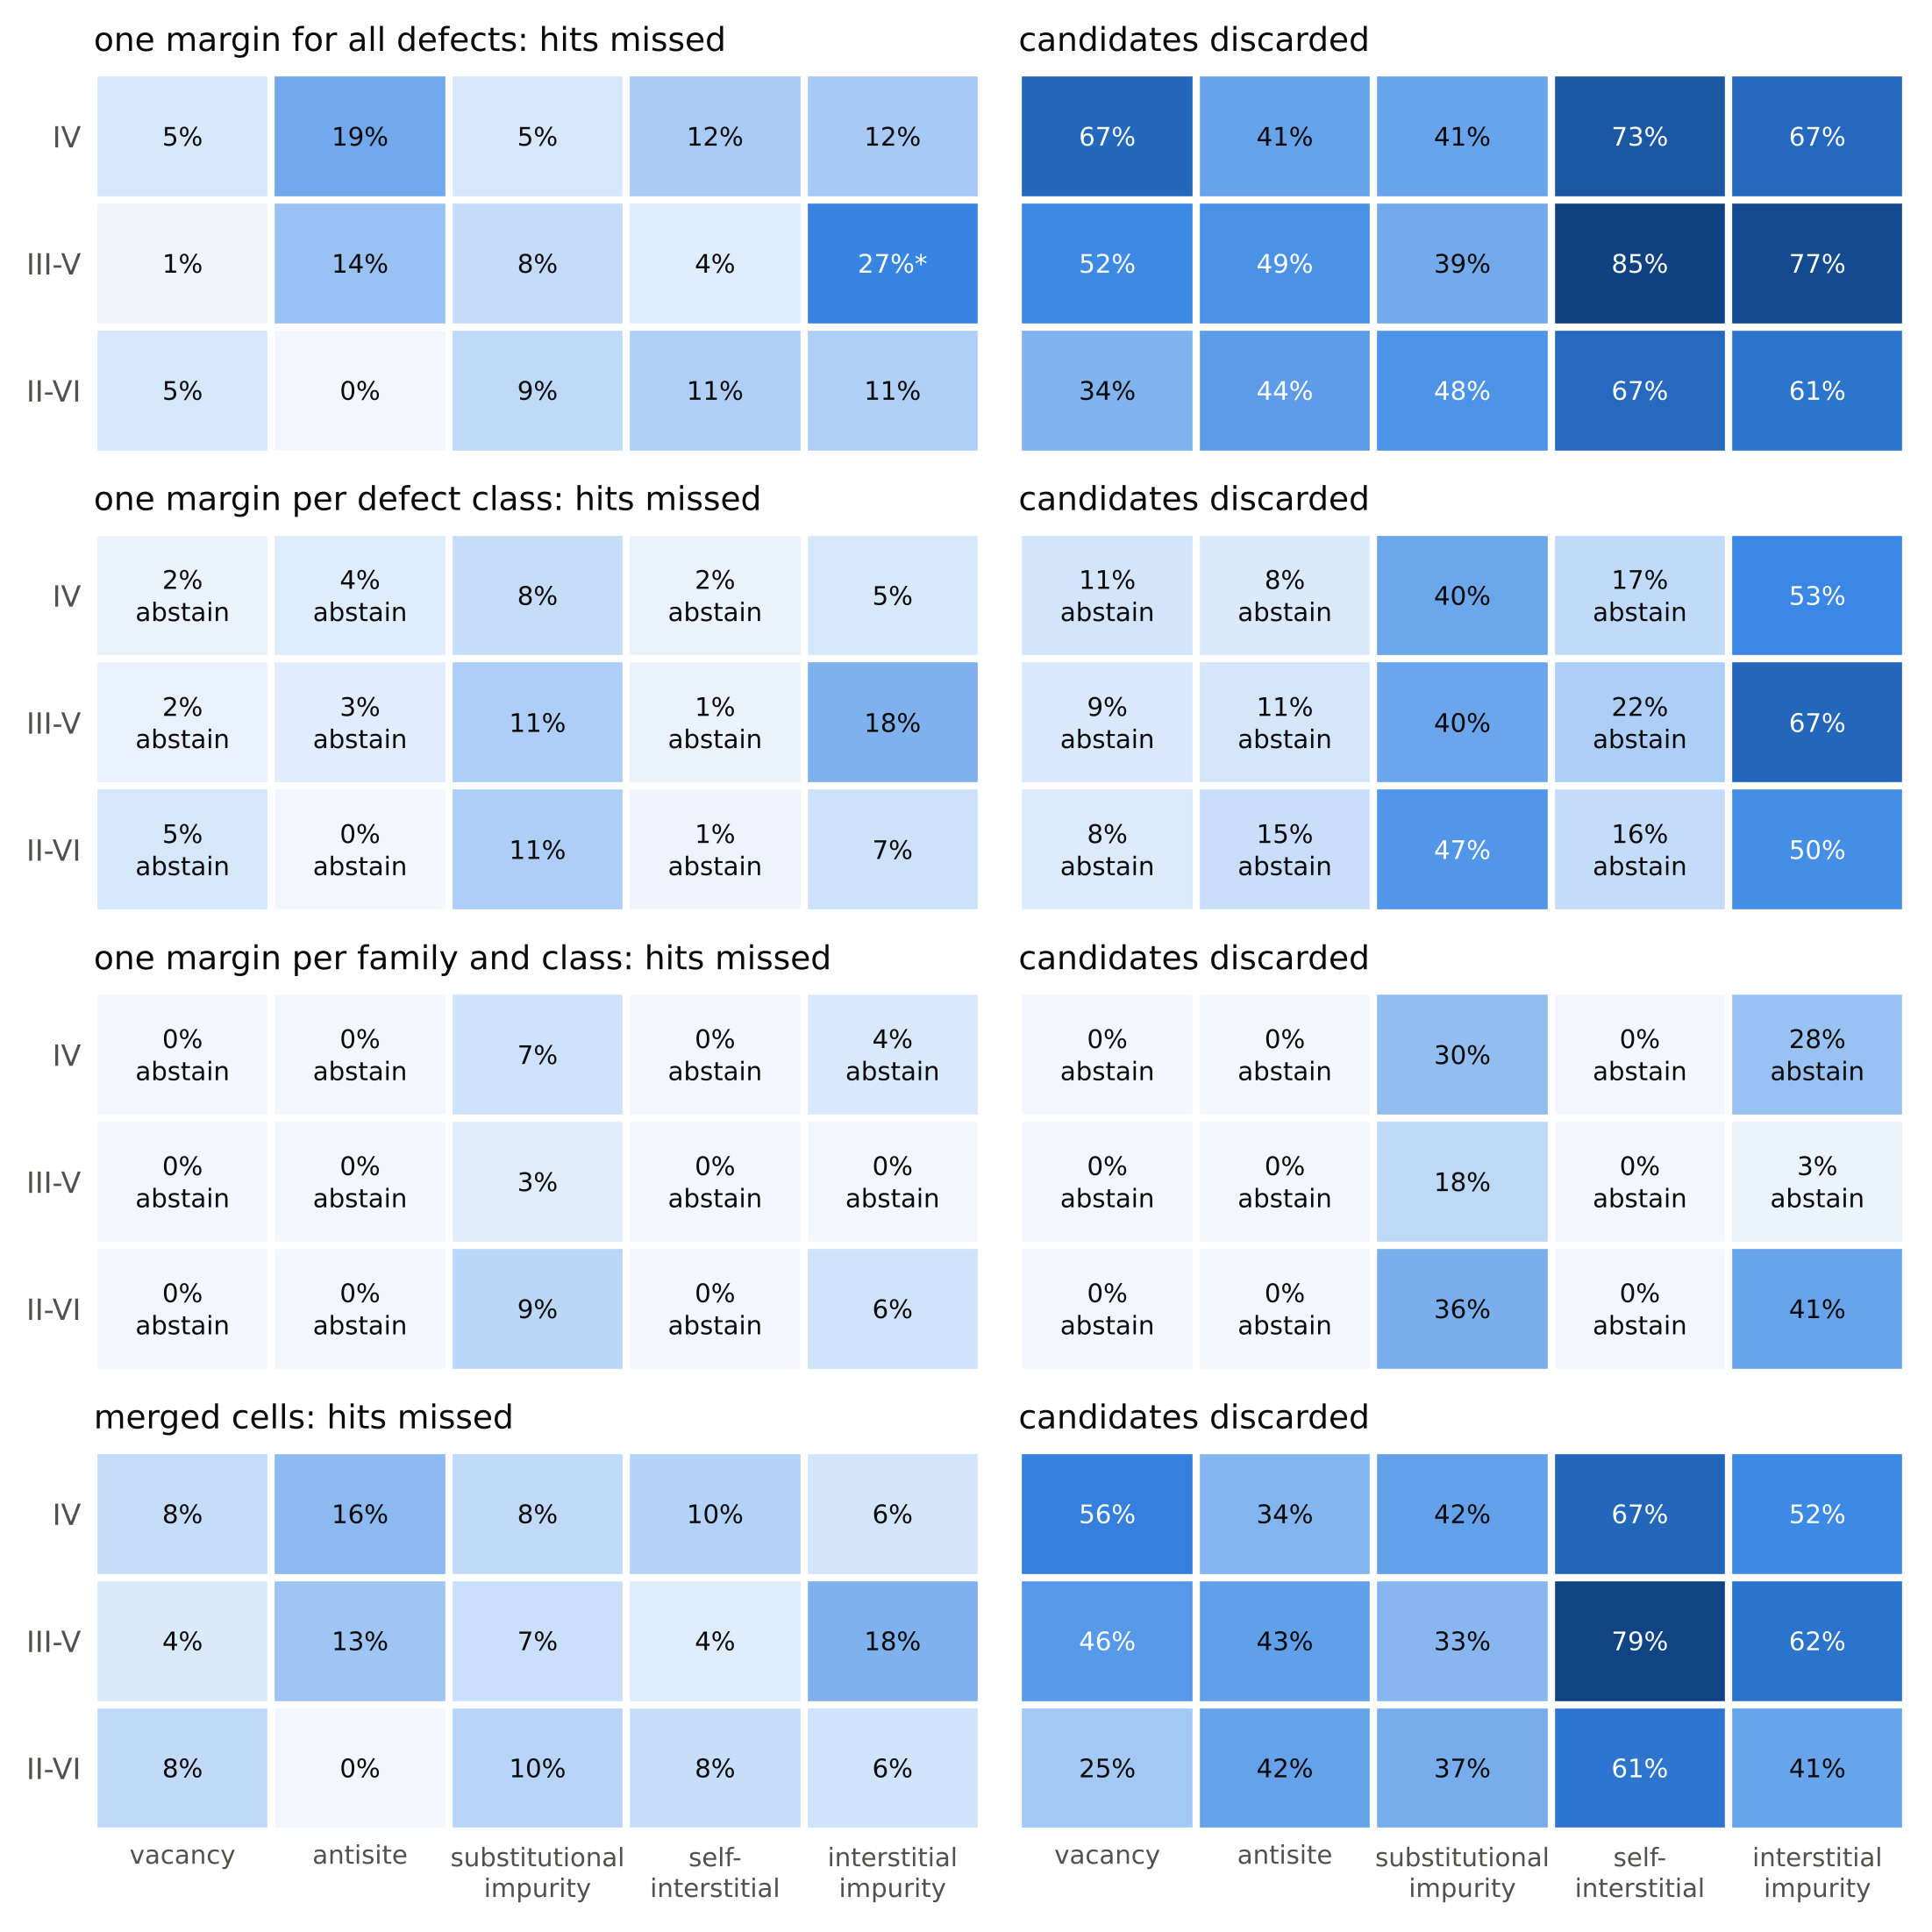 one margin for all defects: hits missed
candidates discarded
IV
5%
19%
5%
12%
12%
67%
41%
41%
73%
67%
III-V
1%
14%
8%
4%
27%*
52%
49%
39%
85%
77%
II-VI
5%
0%
9%
11%
11%
34%
44%
48%
67%
61%
one margin per defect class: hits missed
candidates discarded
IV
2%
abstain
4%
abstain
8%
2%
abstain
5%
11%
abstain
8%
abstain
40%
17%
abstain
53%
III-V
2%
abstain
3%
abstain
11%
1%
abstain
18%
9%
abstain
11%
abstain
40%
22%
abstain
67%
II-VI
5%
abstain
0%
abstain
11%
1%
abstain
7%
8%
abstain
15%
abstain
47%
16%
abstain
50%
one margin per family and class: hits missed
candidates discarded
IV
0%
abstain
0%
abstain
7%
0%
abstain
4%
abstain
0%
abstain
0%
abstain
30%
0%
abstain
28%
abstain
III-V
0%
abstain
0%
abstain
3%
0%
abstain
0%
abstain
0%
abstain
0%
abstain
18%
0%
abstain
3%
abstain
II-VI
0%
abstain
0%
abstain
9%
0%
abstain
6%
0%
abstain
0%
abstain
36%
0%
abstain
41%
merged cells: hits missed
candidates discarded
IV
8%
16%
8%
10%
6%
56%
34%
42%
67%
52%
III-V
4%
13%
7%
4%
18%
46%
43%
33%
79%
62%
II-VI
8%
0%
10%
8%
6%
25%
42%
37%
61%
41%
vacancy
antisite
substitutional
impurity
self-
interstitial
interstitial
impurity
vacancy
antisite
substitutional
impurity
self-
interstitial
interstitial
impurity